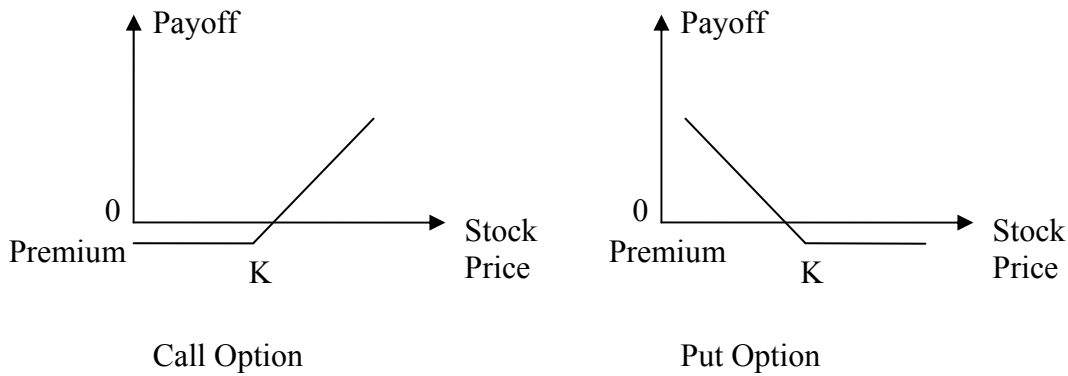 Payoff
0
Premium
K
Stock
Price
Call Option
Payoff
0
Premium
K
Stock
Price
Put Option